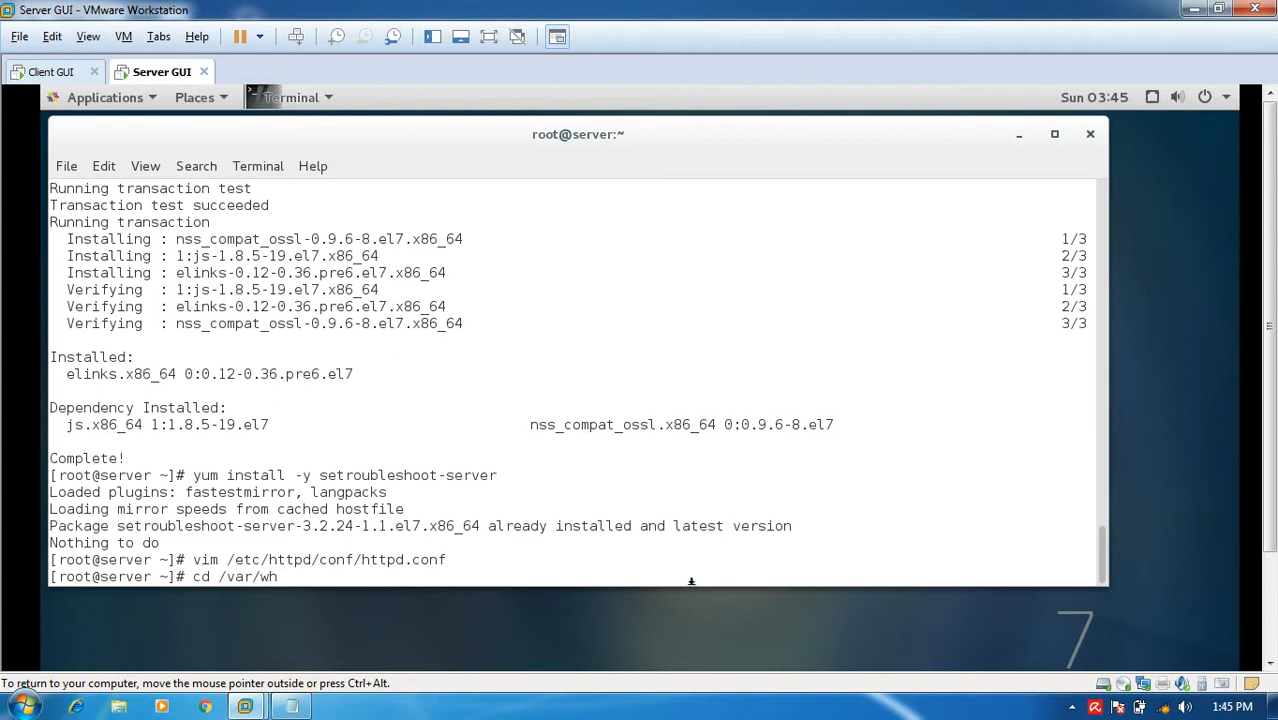 Server GUI - VMware Workstation
File Edit View VM Tabs Help
Client GUI Server GUI
Applications Places Terminal Sun 03:45
root@server:~
File Edit View Search Terminal Help
Running transaction test
Transaction test succeeded
Running transaction
Installing : nss_compat_ossl-0.9.6-8.el7.x86_64 1/3
Installing : 1:js-1.8.5-19.el7.x86_64 2/3
Installing : elinks-0.12-0.36.pre6.el7.x86_64 3/3
Verifying : 1:js-1.8.5-19.el7.x86_64 1/3
Verifying : elinks-0.12-0.36.pre6.el7.x86_64 2/3
Verifying : nss_compat_ossl-0.9.6-8.el7.x86_64 3/3
Installed:
elinks.x86_64 0:0.12-0.36.pre6.el7
Dependency Installed:
js.x86_64 1:1.8.5-19.el7 nss_compat_ossl.x86_64 0:0.9.6-8.el7
Complete!
[root@server ~]# yum install -y setroubleshoot-server
Loaded plugins: fastestmirror, langpacks
Loading mirror speeds from cached hostfile
Package setroubleshoot-server-3.2.24-1.1.el7.x86_64 already installed and latest version
Nothing to do
[root@server ~]# vim /etc/httpd/conf/httpd.conf
[root@server ~]# cd /var/wh
7
To return to your computer, move the mouse pointer outside or press Ctrl+Alt.
1:45 PM